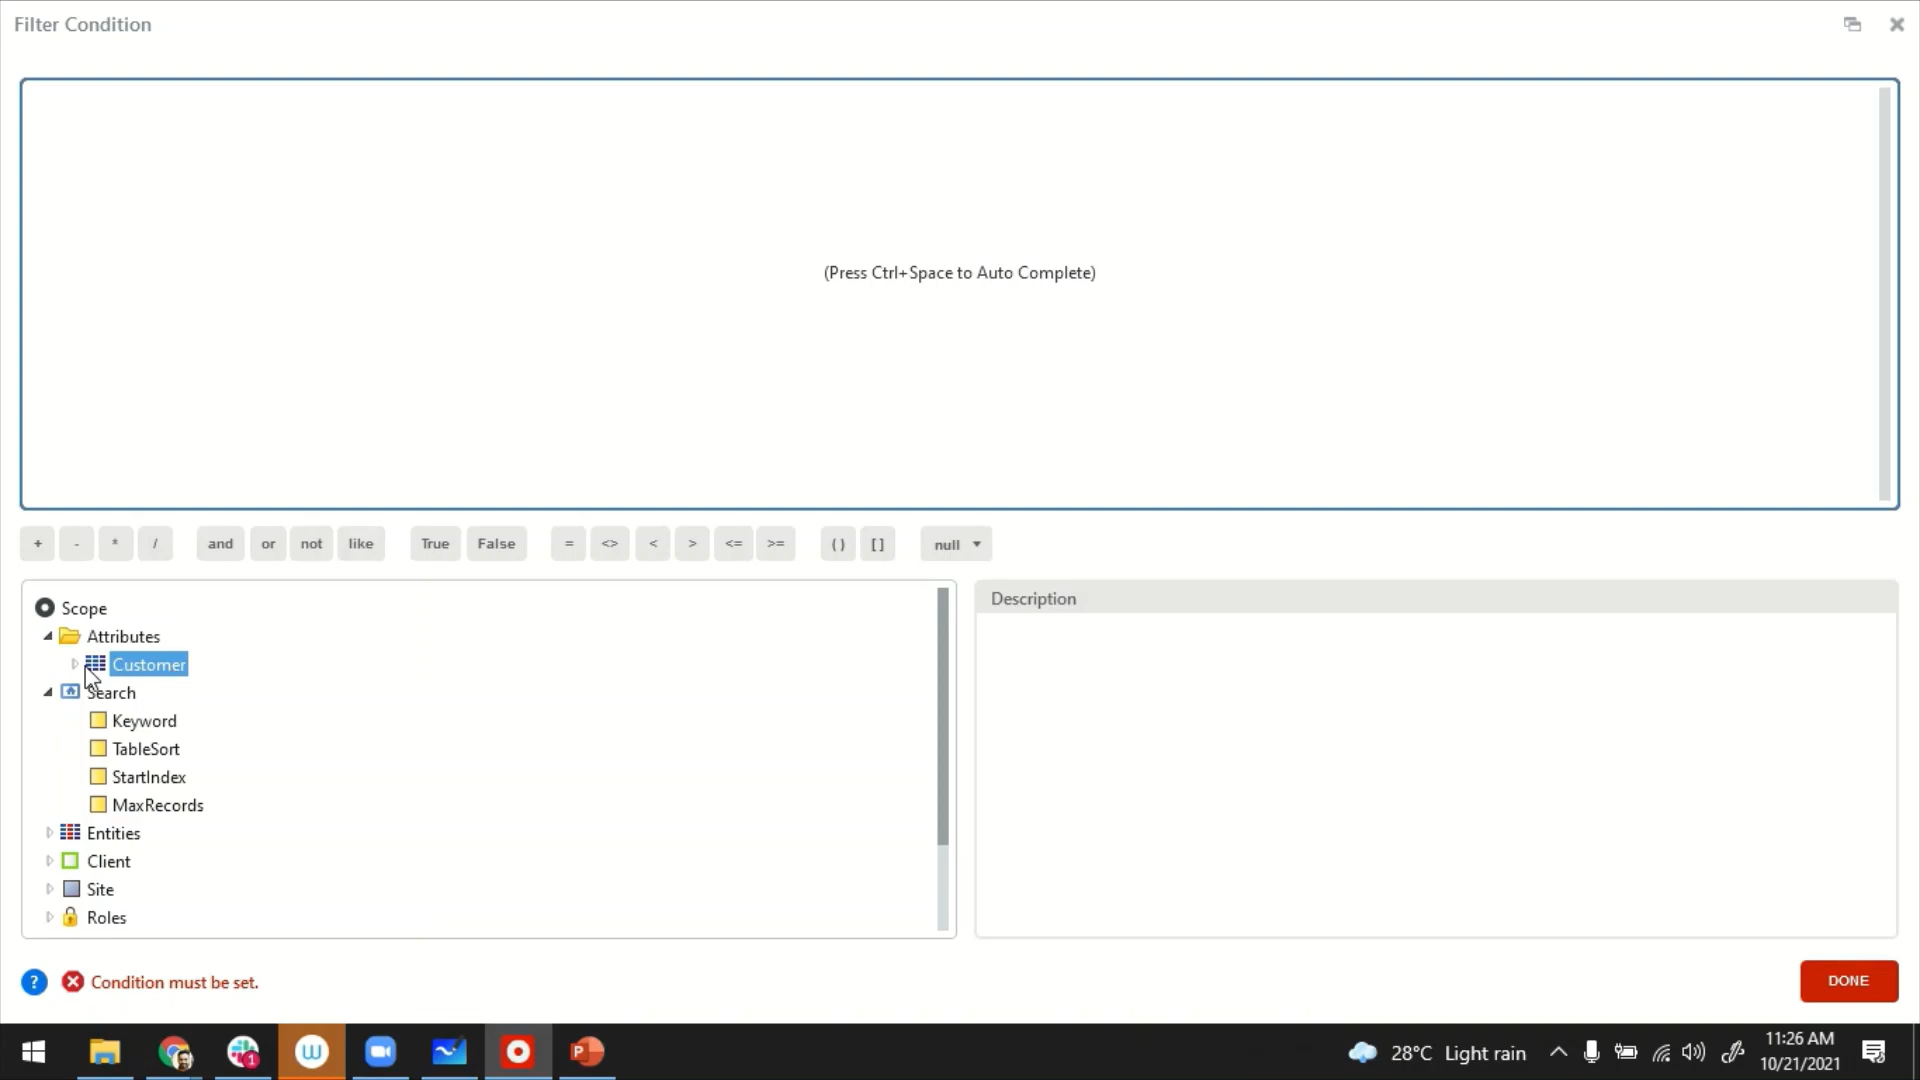 Filter Condition
(Press Ctrl+Space to Auto Complete)
+ - * / and or not like True False = <> < > <= >= () [] null
Scope
Attributes
Customer
Search
Keyword
TableSort
StartIndex
MaxRecords
Entities
Client
Site
Roles
Description
? Condition must be set.
DONE
1
28°C Light rain
11:26 AM
10/21/2021